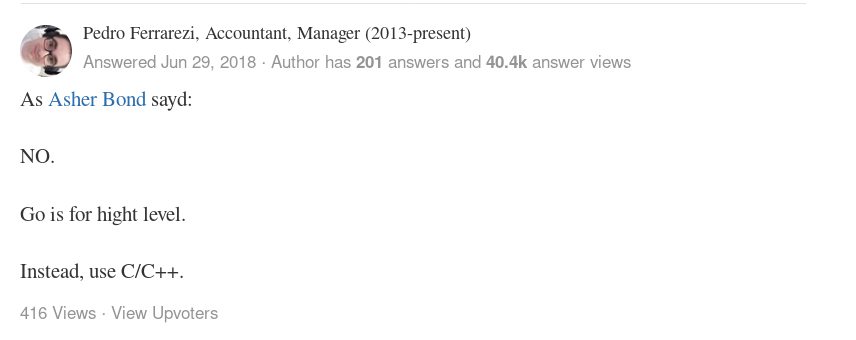 Pedro Ferrarezi, Accountant, Manager (2013-present)
Answered Jun 29, 2018 · Author has 201 answers and 40.4k answer views
As Asher Bond sayd:
NO.
Go is for hight level.
Instead, use C/C++.
416 Views · View Upvoters